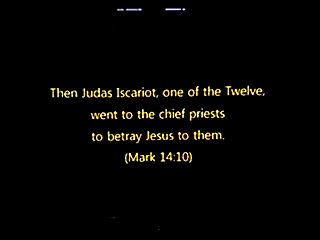 Then Judas Iscariot, one of the Twelve,
went to the chief priests
to betray Jesus to them.
(Mark 14:10)